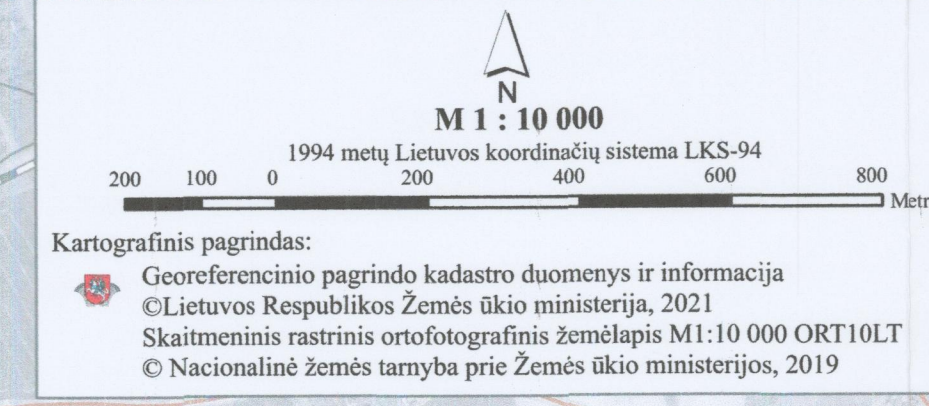 N
M 1 : 10 000
1994 metų Lietuvos koordinačių sistema LKS-94
200 100 0 200 400 600 800
Metr
Kartografinis pagrindas:
Georeferencinio pagrindo kadastro duomenys ir informacija
©Lietuvos Respublikos Žemės ūkio ministerija, 2021
Skaitmeninis rastrinis ortofotografinis žemėlapis M1:10 000 ORT10LT
© Nacionalinė žemės tarnyba prie Žemės ūkio ministerijos, 2019